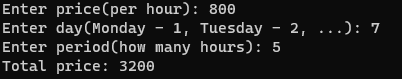 Enter price(per hour): 800
Enter day(Monday - 1, Tuesday - 2, ...): 7
Enter period(how many hours): 5
Total price: 3200